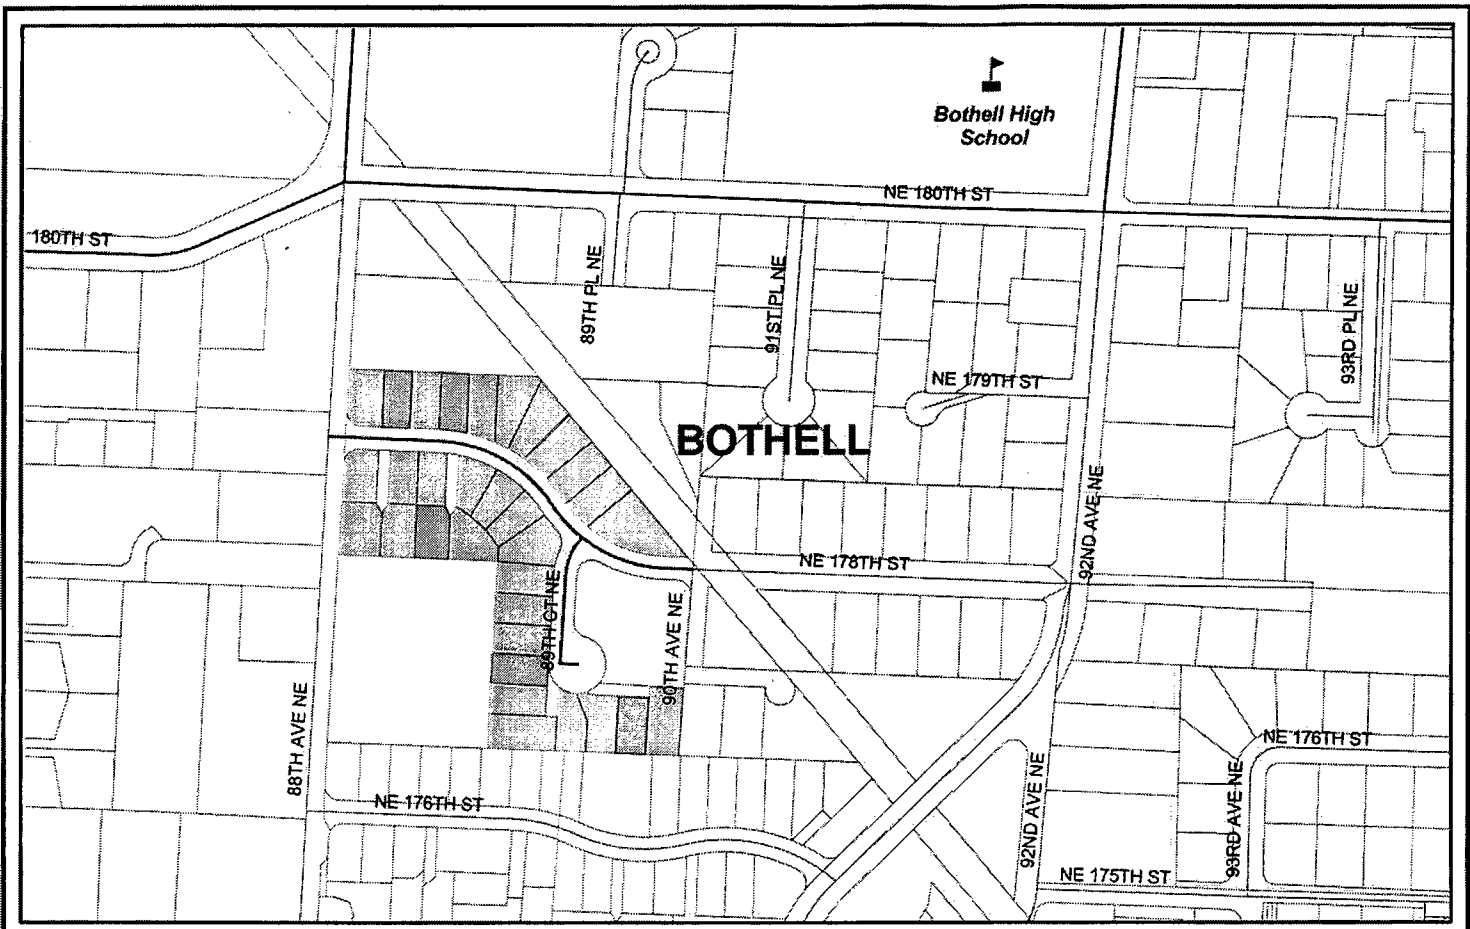 Bothell High
School
NE 180TH ST
180TH ST
89TH PL NE
91ST PL NE
93RD PL NE
NE 179TH ST
BOTHELL
92ND AVE NE
NE 178TH ST
89TH CT NE
90TH AVE NE
88TH AVE NE
NE 176TH ST
NE 176TH ST
92ND AVE NE
93RD AVE NE
NE 175TH ST